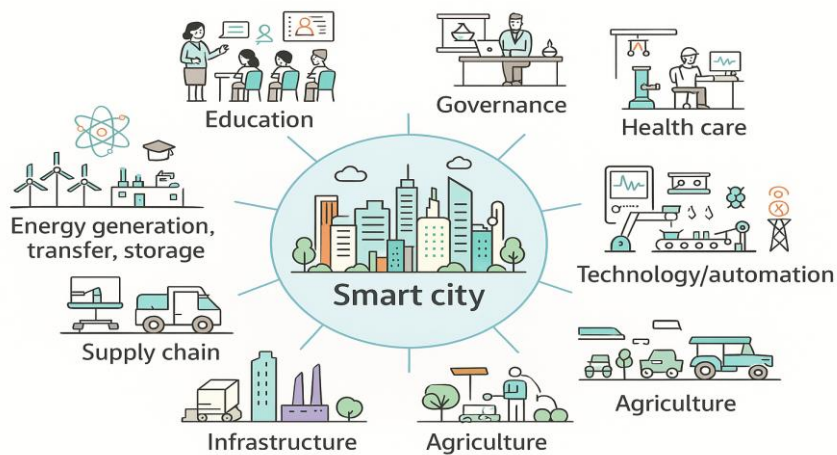 Education
Governance
Health care
Energy generation,
transfer, storage
Technology/automation
Smart city
Supply chain
Agriculture
Infrastructure
Agriculture